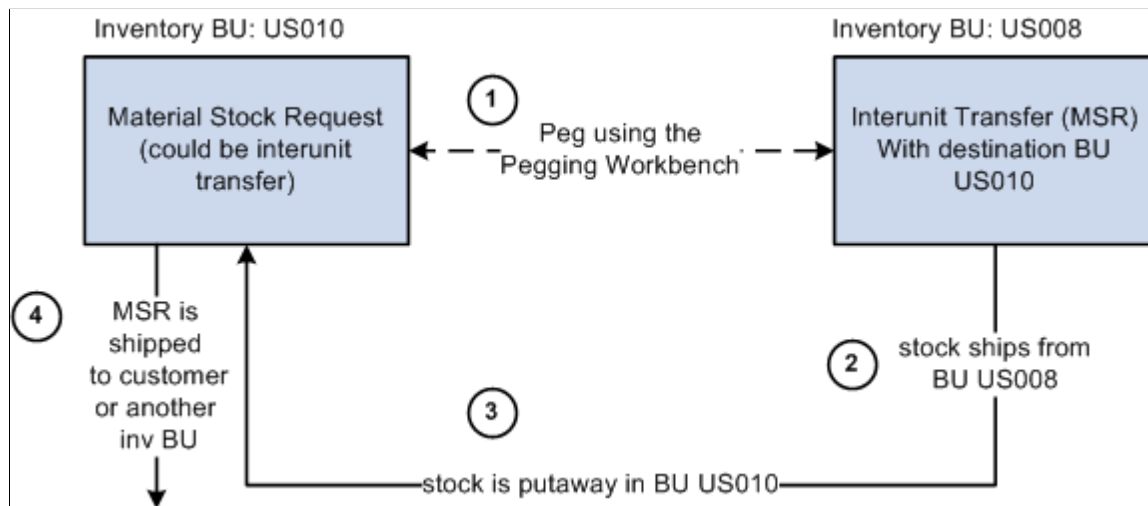 Inventory BU: US010
Inventory BU: US008
Material Stock Request
(could be interunit
transfer)
1
Peg using the
Pegging Workbench
Interunit Transfer (MSR)
With destination BU
US010
4
MSR is
shipped
to customer
or another
inv BU
2
stock ships from
BU US008
3
stock is putaway in BU US010